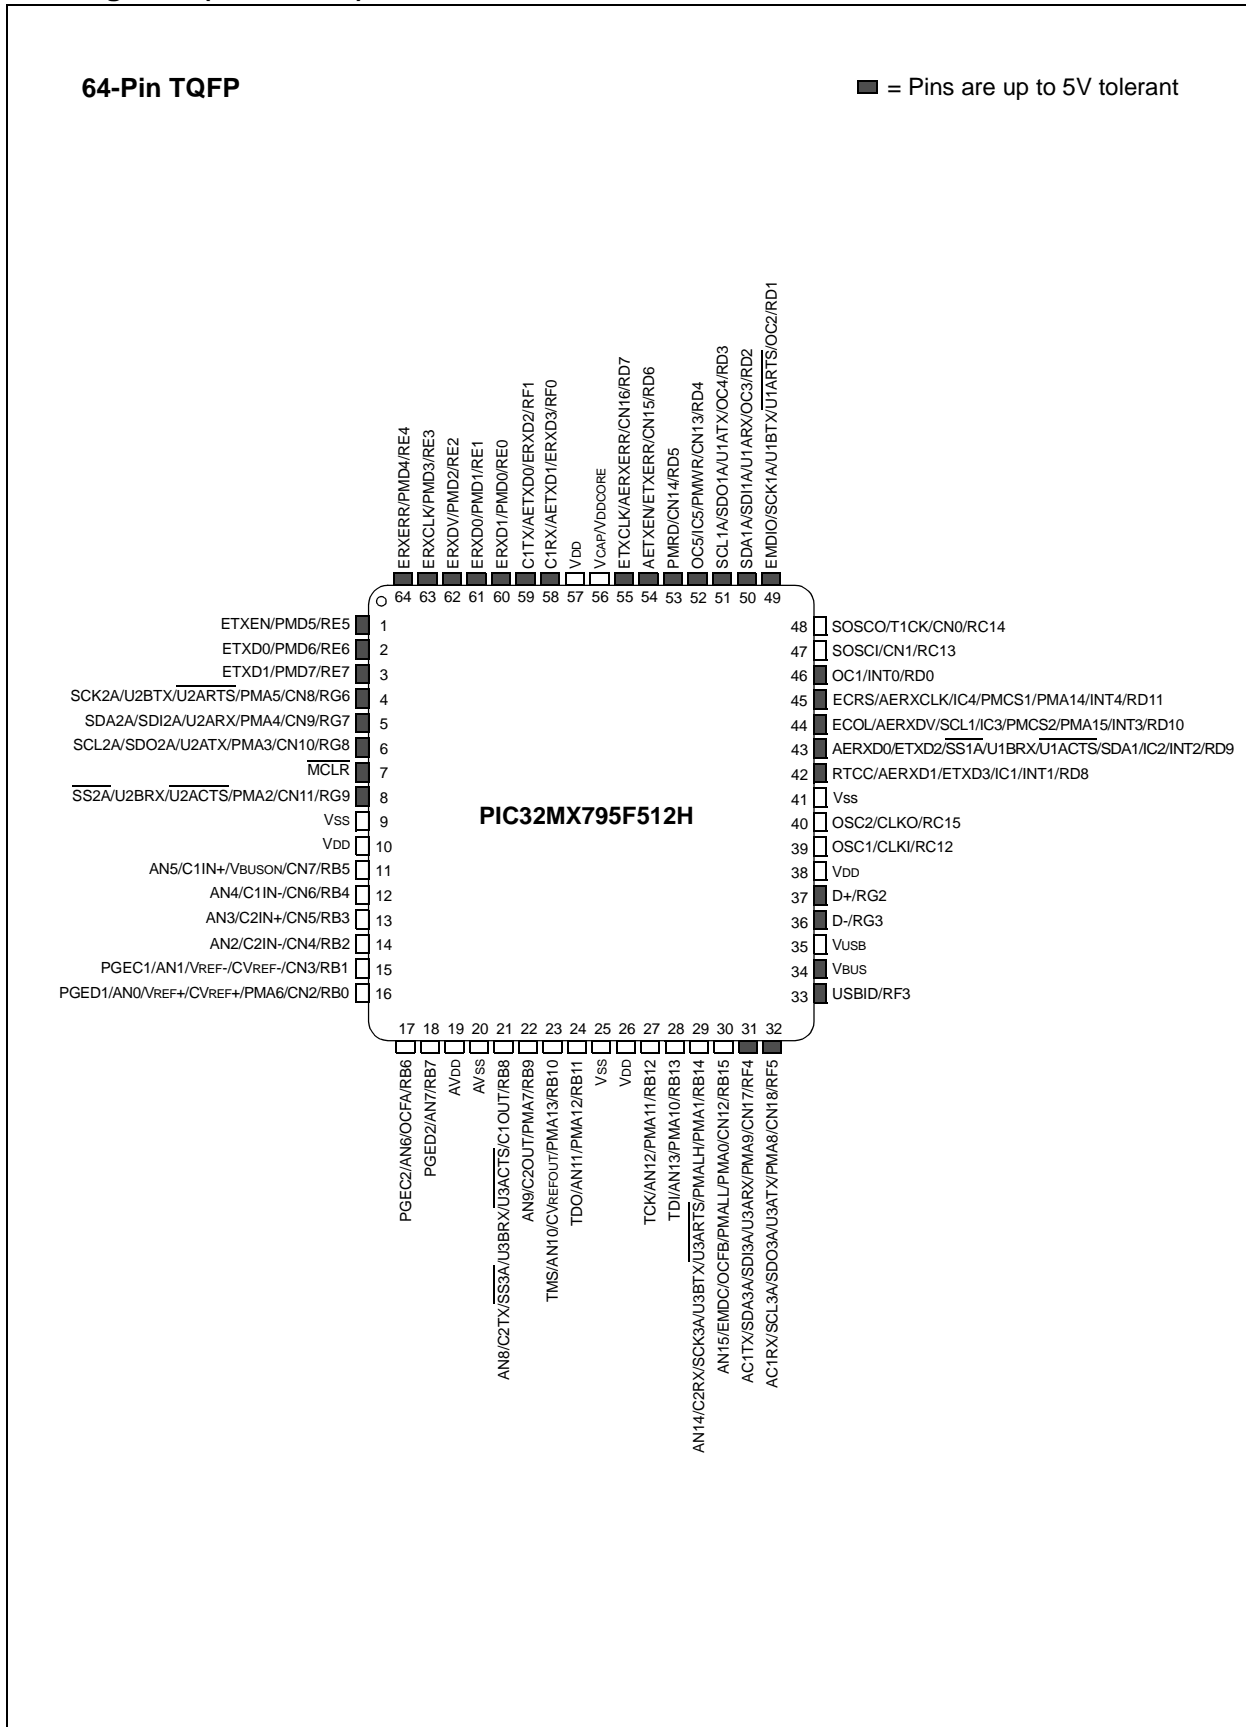 64-Pin TQFP
= Pins are up to 5V tolerant
ERXERR/PMD4/RE4
ERXCLK/PMD3/RE3
ERXDV/PMD2/RE2
ERXD0/PMD1/RE1
ERXD1/PMD0/RE0
C1TX/AETXD0/ERXD2/RF1
C1RX/AETXD1/ERXD3/RF0
VDD
VCAP/VDDCORE
ETXCLK/AERXERR/CN16/RD7
AETXEN/ETXERR/CN15/RD6
PMRD/CN14/RD5
OC5/IC5/PMWR/CN13/RD4
SCL1A/SDO1A/U1ATX/OC4/RD3
SDA1A/SDI1A/U1ARX/OC3/RD2
EMDIO/SCK1A/U1BTX/U1ARTS/OC2/RD1
64 63 62 61 60 59 58 57 56 55 54 53 52 51 50 49
ETXEN/PMD5/RE5 1
ETXD0/PMD6/RE6 2
ETXD1/PMD7/RE7 3
SCK2A/U2BTX/U2ARTS/PMA5/CN8/RG6 4
SDA2A/SDI2A/U2ARX/PMA4/CN9/RG7 5
SCL2A/SDO2A/U2ATX/PMA3/CN10/RG8 6
MCLR 7
SS2A/U2BRX/U2ACTS/PMA2/CN11/RG9 8
VSS 9
VDD 10
AN5/C1IN+/VBUSON/CN7/RB5 11
AN4/C1IN-/CN6/RB4 12
AN3/C2IN+/CN5/RB3 13
AN2/C2IN-/CN4/RB2 14
PGEC1/AN1/VREF-/CVREF-/CN3/RB1 15
PGED1/AN0/VREF+/CVREF+/PMA6/CN2/RB0 16
PIC32MX795F512H
48 SOSCO/T1CK/CN0/RC14
47 SOSCI/CN1/RC13
46 OC1/INT0/RD0
45 ECRS/AERXCLK/IC4/PMCS1/PMA14/INT4/RD11
44 ECOL/AERXDV/SCL1/IC3/PMCS2/PMA15/INT3/RD10
43 AERXD0/ETXD2/SS1A/U1BRX/U1ACTS/SDA1/IC2/INT2/RD9
42 RTCC/AERXD1/ETXD3/IC1/INT1/RD8
41 Vss
40 OSC2/CLKO/RC15
39 OSC1/CLKI/RC12
38 VDD
37 D+/RG2
36 D-/RG3
35 VUSB
34 VBUS
33 USBID/RF3
17 18 19 20 21 22 23 24 25 26 27 28 29 30 31 32
PGEC2/AN6/OCFA/RB6
PGED2/AN7/RB7
AVDD
AVSS
AN8/C2TX/SS3A/U3BRX/U3ACTS/C1OUT/RB8
AN9/C2OUT/PMA7/RB9
TMS/AN10/CVREFOUT/PMA13/RB10
TDO/AN11/PMA12/RB11
VSS
VDD
TCK/AN12/PMA11/RB12
TDI/AN13/PMA10/RB13
AN14/C2RX/SCK3A/U3BTX/U3ARTS/PMALH/PMA1/RB14
AN15/EMDC/OCFB/PMALL/PMA0/CN12/RB15
AC1TX/SDA3A/SDI3A/U3ARX/PMA9/CN17/RF4
AC1RX/SCL3A/SDO3A/U3ATX/PMA8/CN18/RF5